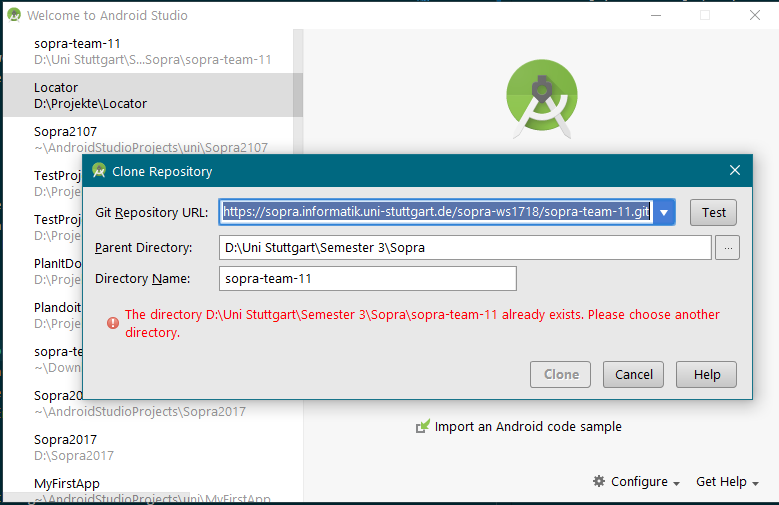 Welcome to Android Studio
sopra-team-11
D:\Uni Stuttgart\S...Sopra\sopra-team-11
Locator
D:\Projekte\Locator
Sopra2107
~\AndroidStudioProjects\uni\Sopra2107
TestProj
D:\Proje
TestProj
D:\Proje
PlanItDo
D:\Proje
Plandoit
D:\Proje
sopra-te
~\Down
Sopra20
~\AndroidStudioProjects\Sopra2017
Sopra2017
D:\Sopra2017
MyFirstApp
~\AndroidStudioProjects\uni\MyFirstApp
Clone Repository
Git Repository URL:
https://sopra.informatik.uni-stuttgart.de/sopra-ws1718/sopra-team-11.git
Test
Parent Directory:
D:\Uni Stuttgart\Semester 3\Sopra
...
Directory Name:
sopra-team-11
The directory D:\Uni Stuttgart\Semester 3\Sopra\sopra-team-11 already exists. Please choose another
directory.
Clone
Cancel
Help
Import an Android code sample
Configure
Get Help